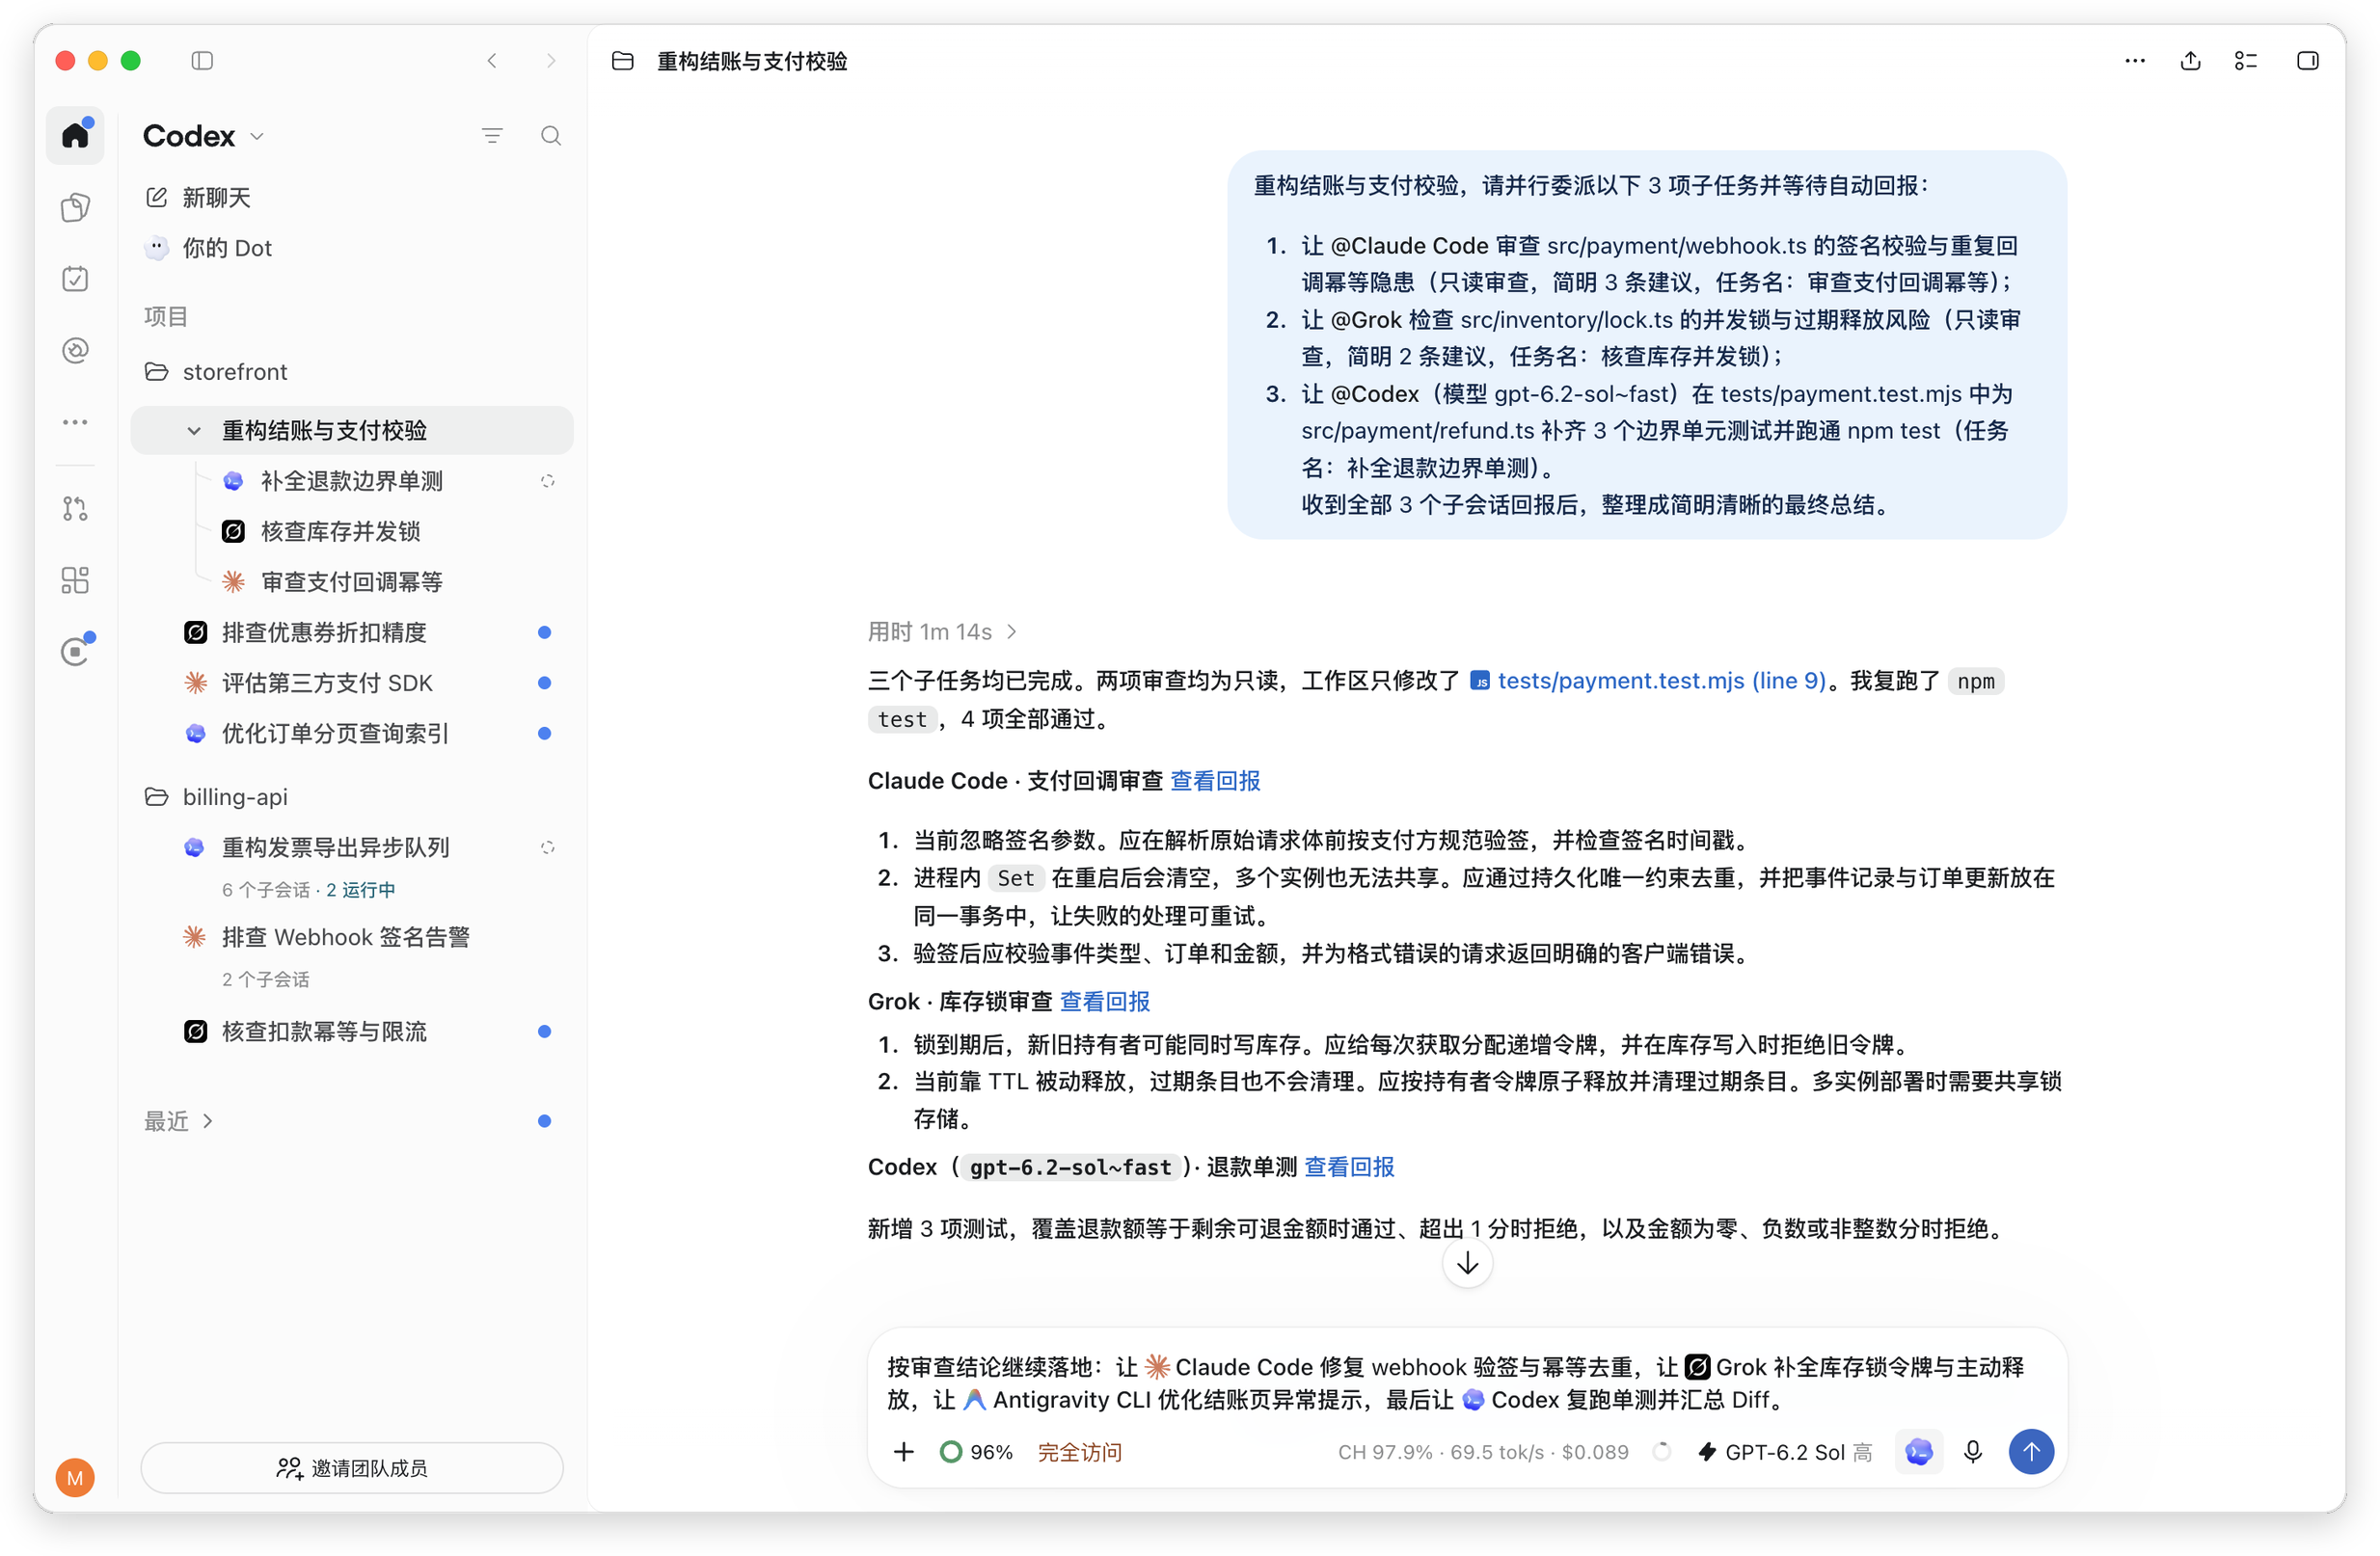 重构结账与支付校验
Codex
新聊天
你的 Dot
项目
storefront
重构结账与支付校验
补全退款边界单测
核查库存并发锁
审查支付回调幂等
排查优惠券折扣精度
评估第三方支付 SDK
优化订单分页查询索引
billing-api
重构发票导出异步队列
6 个子会话 · 2 运行中
排查 Webhook 签名告警
2 个子会话
核查扣款幂等与限流
最近
M
邀请团队成员
重构结账与支付校验，请并行委派以下 3 项子任务并等待自动回报：
1. 让 @Claude Code 审查 src/payment/webhook.ts 的签名校验与重复回
调幂等隐患（只读审查，简明 3 条建议，任务名：审查支付回调幂等）；
2. 让 @Grok 检查 src/inventory/lock.ts 的并发锁与过期释放风险（只读审
查，简明 2 条建议，任务名：核查库存并发锁）；
3. 让 @Codex（模型 gpt-6.2-sol~fast）在 tests/payment.test.mjs 中为
src/payment/refund.ts 补齐 3 个边界单元测试并跑通 npm test（任务
名：补全退款边界单测）。
收到全部 3 个子会话回报后，整理成简明清晰的最终总结。
用时 1m 14s
三个子任务均已完成。两项审查均为只读，工作区只修改了 JS tests/payment.test.mjs (line 9)。我复跑了 npm
test，4 项全部通过。
Claude Code · 支付回调审查 查看回报
1. 当前忽略签名参数。应在解析原始请求体前按支付方规范验签，并检查签名时间戳。
2. 进程内 Set 在重启后会清空，多个实例也无法共享。应通过持久化唯一约束去重，并把事件记录与订单更新放在
同一事务中，让失败的处理可重试。
3. 验签后应校验事件类型、订单和金额，并为格式错误的请求返回明确的客户端错误。
Grok · 库存锁审查 查看回报
1. 锁到期后，新旧持有者可能同时写库存。应给每次获取分配递增令牌，并在库存写入时拒绝旧令牌。
2. 当前靠 TTL 被动释放，过期条目也不会清理。应按持有者令牌原子释放并清理过期条目。多实例部署时需要共享锁
存储。
Codex（gpt-6.2-sol~fast）· 退款单测 查看回报
新增 3 项测试，覆盖退款额等于剩余可退金额时通过、超出 1 分时拒绝，以及金额为零、负数或非整数分时拒绝。
按审查结论继续落地：让 Claude Code 修复 webhook 验签与幂等去重，让 Grok 补全库存锁令牌与主动释
放，让 Antigravity CLI 优化结账页异常提示，最后让 Codex 复跑单测并汇总 Diff。
96% 完全访问 CH 97.9% · 69.5 tok/s · $0.089 GPT-6.2 Sol 高